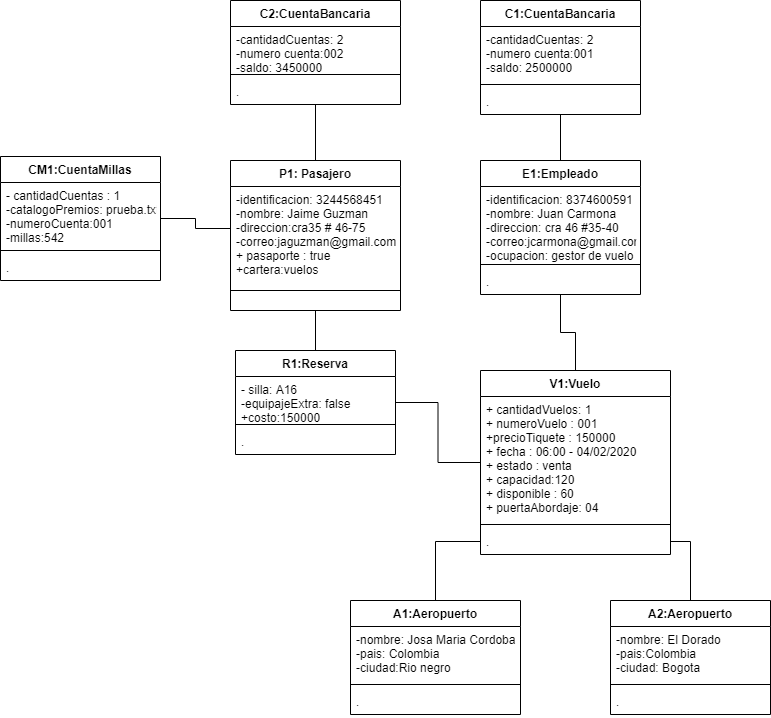 C2:CuentaBancaria
-cantidadCuentas: 2
-numero cuenta:002
-saldo: 3450000
.
C1:CuentaBancaria
-cantidadCuentas: 2
-numero cuenta:001
-saldo: 2500000
.
CM1:CuentaMillas
- cantidadCuentas : 1
-catalogoPremios: prueba.tx
-numeroCuenta:001
-millas:542
.
P1: Pasajero
-identificacion: 3244568451
-nombre: Jaime Guzman
-direccion:cra35 # 46-75
-correo:jaguzman@gmail.com
+ pasaporte : true
+cartera:vuelos
E1:Empleado
-identificacion: 8374600591
-nombre: Juan Carmona
-direccion: cra 46 #35-40
-correo:jcarmona@gmail.cor
-ocupacion: gestor de vuelo
.
R1:Reserva
- silla: A16
-equipajeExtra: false
+costo:150000
.
V1:Vuelo
+ cantidadVuelos: 1
+ numeroVuelo : 001
+precioTiquete : 150000
+ fecha : 06:00 - 04/02/2020
+ estado : venta
+ capacidad:120
+ disponible : 60
+ puertaAbordaje: 04
.
A1:Aeropuerto
-nombre: Josa Maria Cordoba
-pais: Colombia
-ciudad:Rio negro
.
A2:Aeropuerto
-nombre: El Dorado
-pais:Colombia
-ciudad: Bogota
.